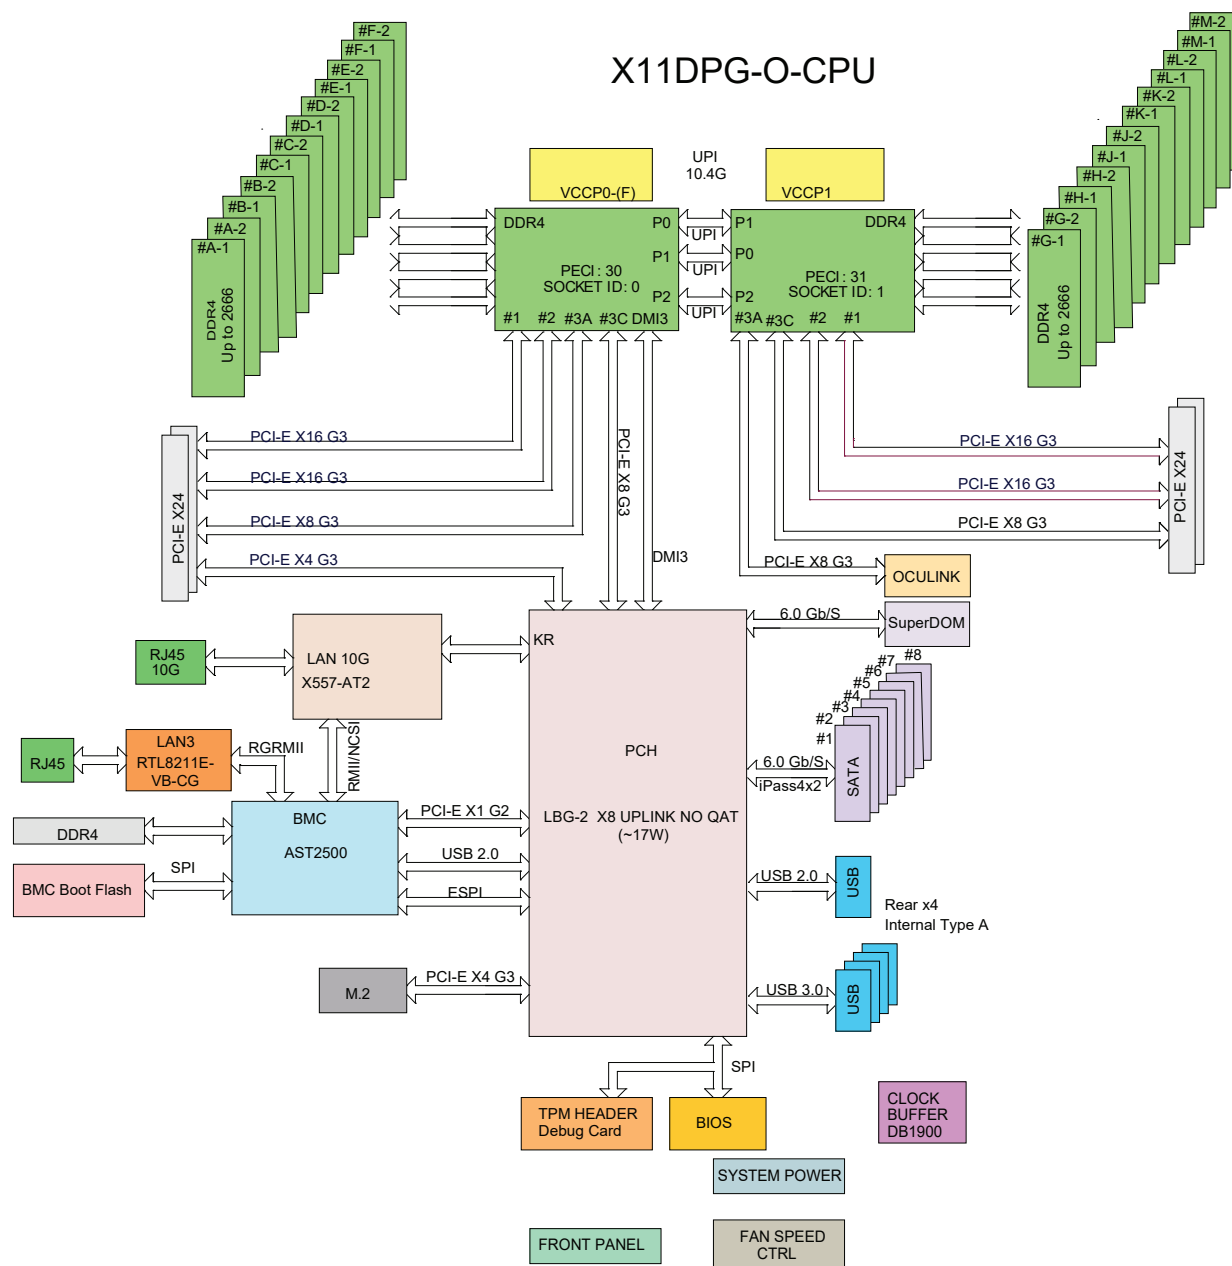 X11DPG-O-CPU
#F-2
#F-1
#E-2
#E-1
#D-2
#D-1
#C-2
#C-1
#B-2
#B-1
#A-2
#A-1
DDR4
Up to 2666
#M-2
#M-1
#L-2
#L-1
#K-2
#K-1
#J-2
#J-1
#H-2
#H-1
#G-2
#G-1
DDR4
Up to 2666
VCCP0-(F)
UPI
10.4G
VCCP1
DDR4
P0
P1
P2
PECI: 30
SOCKET ID: 0
#1
#2
#3A
#3C
DMI3
UPI
UPI
UPI
P1
P0
P2
DDR4
PECI: 31
SOCKET ID: 1
#3A
#3C
#2
#1
PCI-E X24
PCI-E X16 G3
PCI-E X16 G3
PCI-E X8 G3
PCI-E X4 G3
PCI-E X8 G3
DMI3
PCI-E X16 G3
PCI-E X16 G3
PCI-E X8 G3
PCI-E X24
PCI-E X8 G3
OCULINK
6.0 Gb/S
SuperDOM
RJ45
10G
LAN 10G
X557-AT2
KR
RJ45
LAN3
RTL8211E-
VB-CG
RGRMII
RMII/NCSI
PCH
LBG-2 X8 UPLINK NO QAT
(~17W)
#8
#7
#6
#5
#4
#3
#2
#1
SATA
6.0 Gb/S
iPass4x2
BMC
AST2500
DDR4
SPI
BMC Boot Flash
PCI-E X1 G2
USB 2.0
ESPI
USB 2.0
USB
Rear x4
Internal Type A
M.2
PCI-E X4 G3
USB 3.0
USB
SPI
TPM HEADER
Debug Card
BIOS
CLOCK
BUFFER
DB1900
SYSTEM POWER
FRONT PANEL
FAN SPEED
CTRL